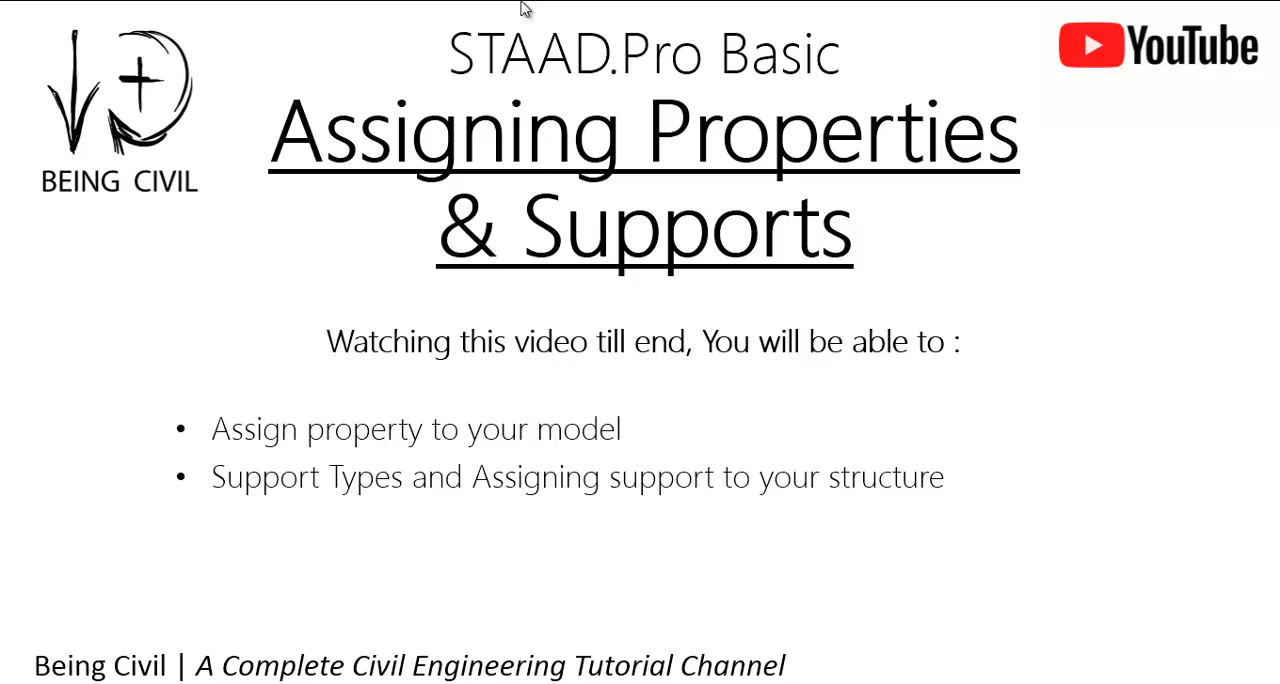 STAAD.Pro Basic
YouTube
Assigning Properties
& Supports
BEING CIVIL
Watching this video till end, You will be able to :
• Assign property to your model
• Support Types and Assigning support to your structure
Being Civil | A Complete Civil Engineering Tutorial Channel